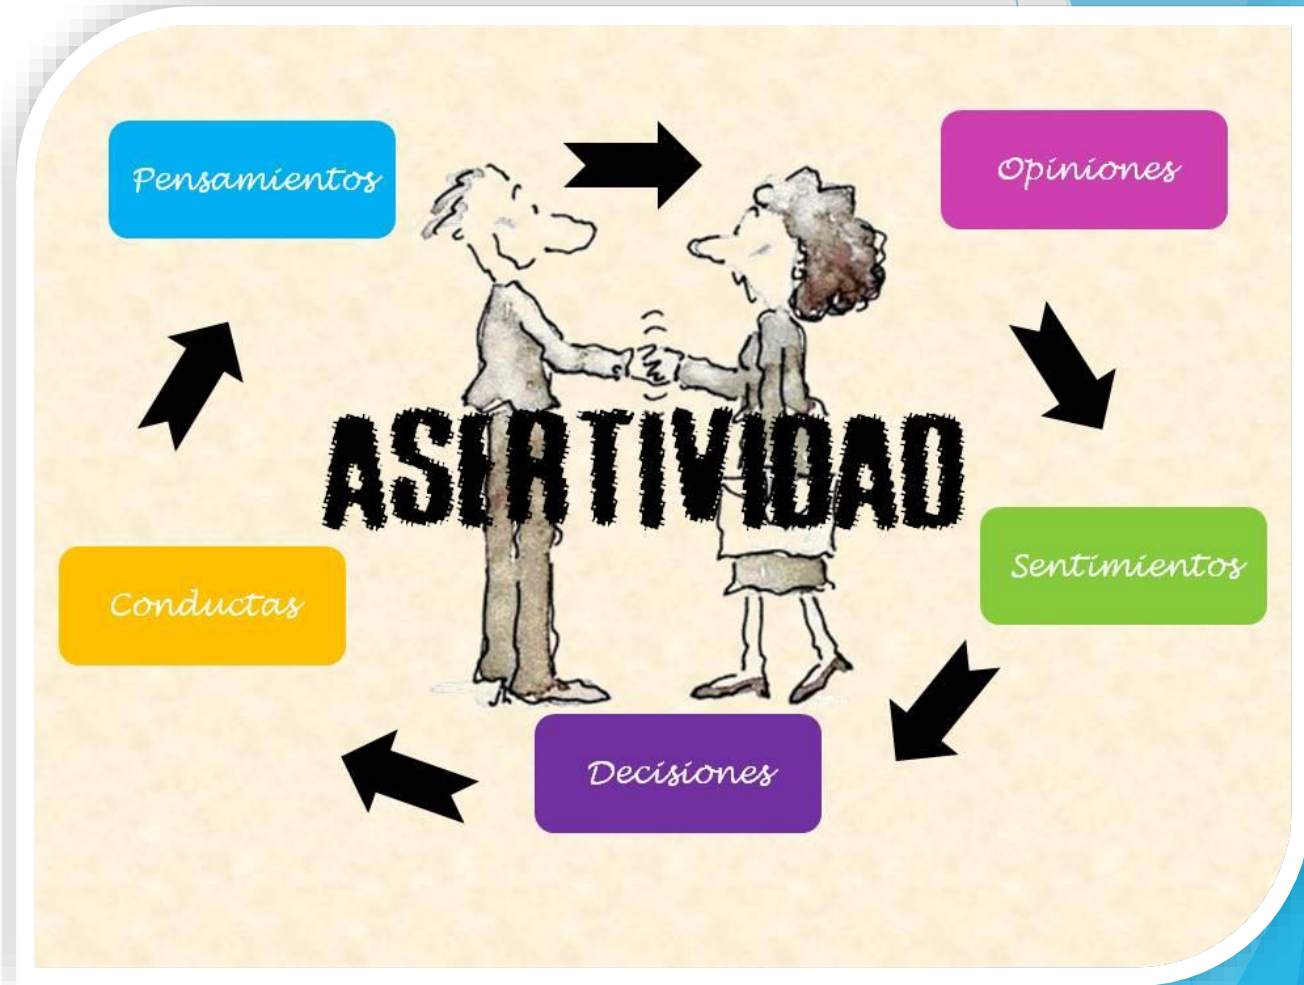 Pensamientos
Opiniones
ASERTIVIDAD
Sentimientos
Conductas
Decisiones